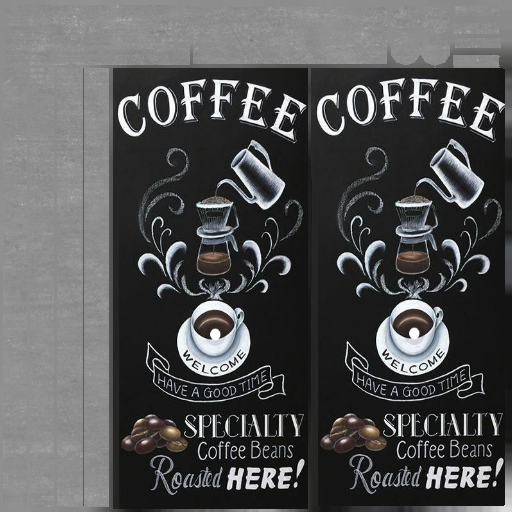 COFFEE
WELCOME
HAVE A GOOD TIME
SPECIALTY
Coffee Beans
Roasted HERE!
COFFEE
WELCOME
HAVE A GOOD TIME
SPECIALTY
Coffee Beans
Roasted HERE!